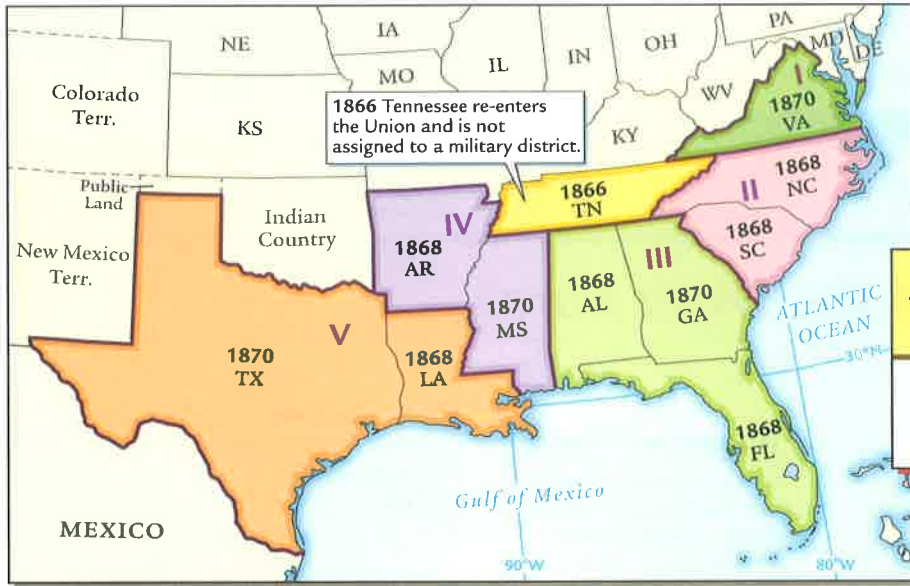 PA
NE
IA
OH
MD
DE
IL
IN
MO
WV
Colorado
Terr.
KS
KY
1866 Tennessee re-enters
the Union and is not
assigned to a military district.
I
1870
VA
Public
Land
Indian
Country
New Mexico
Terr.
IV
1868
AR
1866
TN
II
1868
NC
1868
SC
III
1870
MS
1868
AL
1870
GA
V
1870
TX
1868
LA
1868
FL
ATLANTIC
OCEAN
30°N
Gulf of Mexico
MEXICO
90°W
80°W